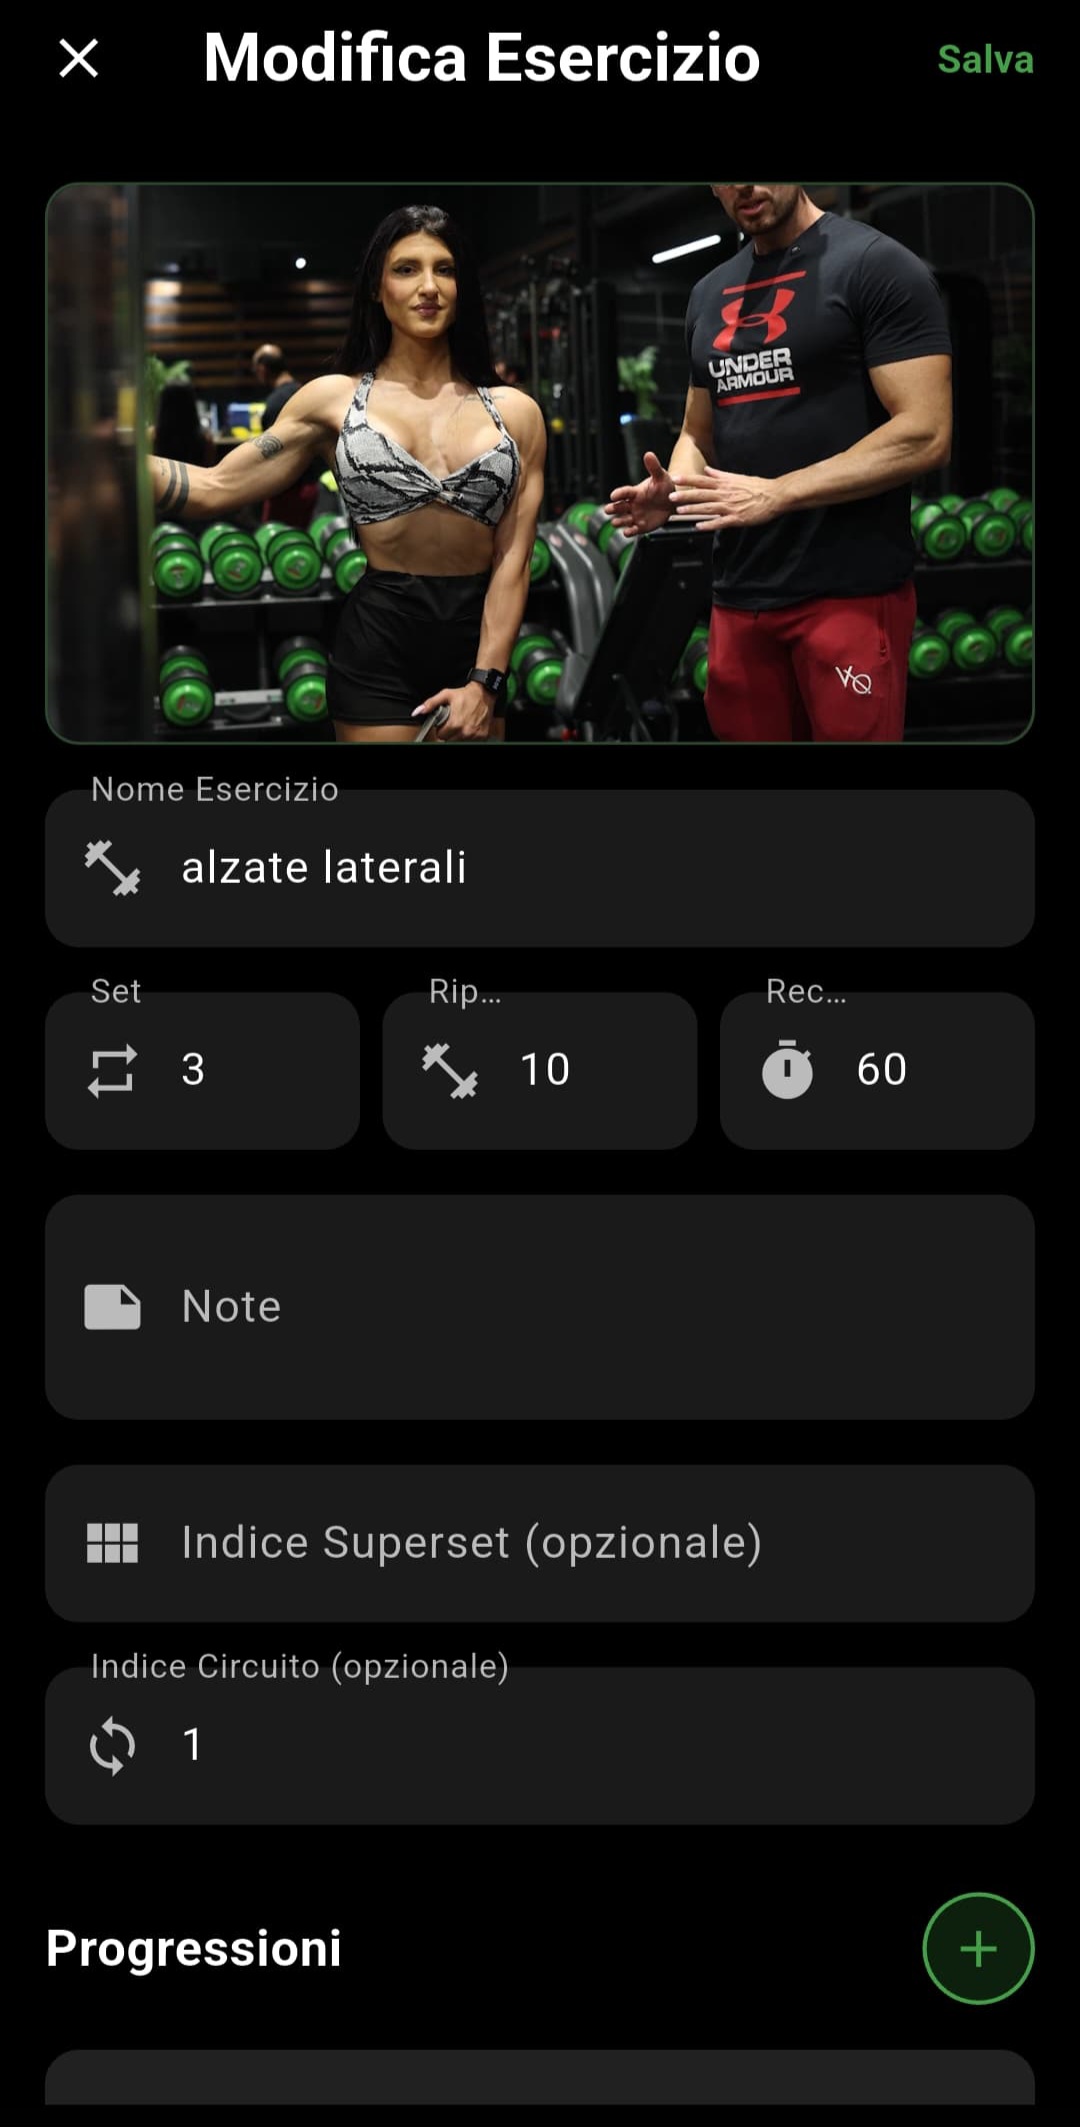 Modifica Esercizio
Salva
UNDER
ARMOUR
Nome Esercizio
alzate laterali
Set
Rip...
Rec...
3
10
60
Note
Indice Superset (opzionale)
Indice Circuito (opzionale)
1
Progressioni